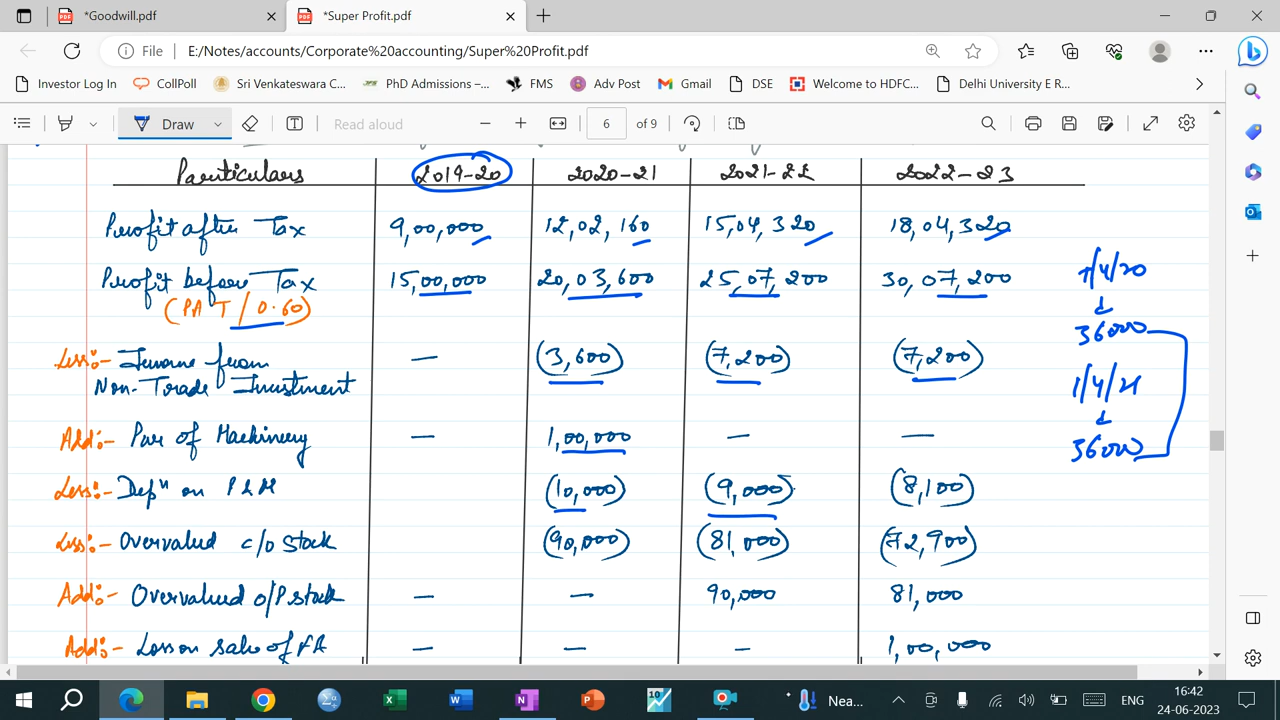 *Goodwill.pdf
*Super Profit.pdf
File E:/Notes/accounts/Corporate%20accounting/Super%20Profit.pdf
Investor Log In CollPoll Sri Venkateswara C... PhD Admissions –... FMS Adv Post Gmail DSE Welcome to HDFC... Delhi University E R...
Draw Read aloud 6 of 9
Particulars 2019-20 2020-21 2021-22 2022-23
Profit after Tax 9,00,000 12,02,160 15,04,320 18,04,320
Profit before Tax 15,00,000 20,03,600 25,07,200 30,07,200
(PAT/0.60)
1/4/20
36000
1/4/21
36000
Less:- Income from — (3,600) (7,200) (7,200)
Non-Trade Investment
Add:- Pur of Machinery — 1,00,000 — —
Less:- Depn on P&M (10,000) (9,000) (8,100)
Less:- Overvalued c/o Stock (90,000) (81,000) (72,900)
Add:- Overvalued o/p stock — — 90,000 81,000
Add:- Loss on sale of FA — — — 1,00,000
Nea...
ENG
16:42
24-06-2023